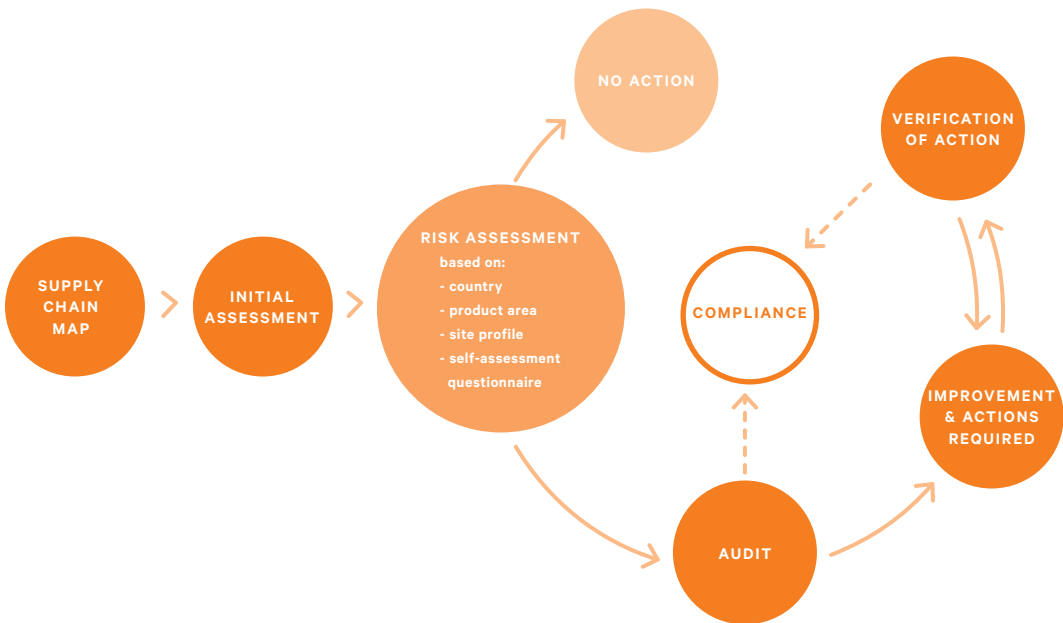 SUPPLY
CHAIN
MAP
INITIAL
ASSESSMENT
RISK ASSESSMENT
based on:
- country
- product area
- site profile
- self-assessment
questionnaire
NO ACTION
COMPLIANCE
AUDIT
VERIFICATION
OF ACTION
IMPROVEMENT
& ACTIONS
REQUIRED